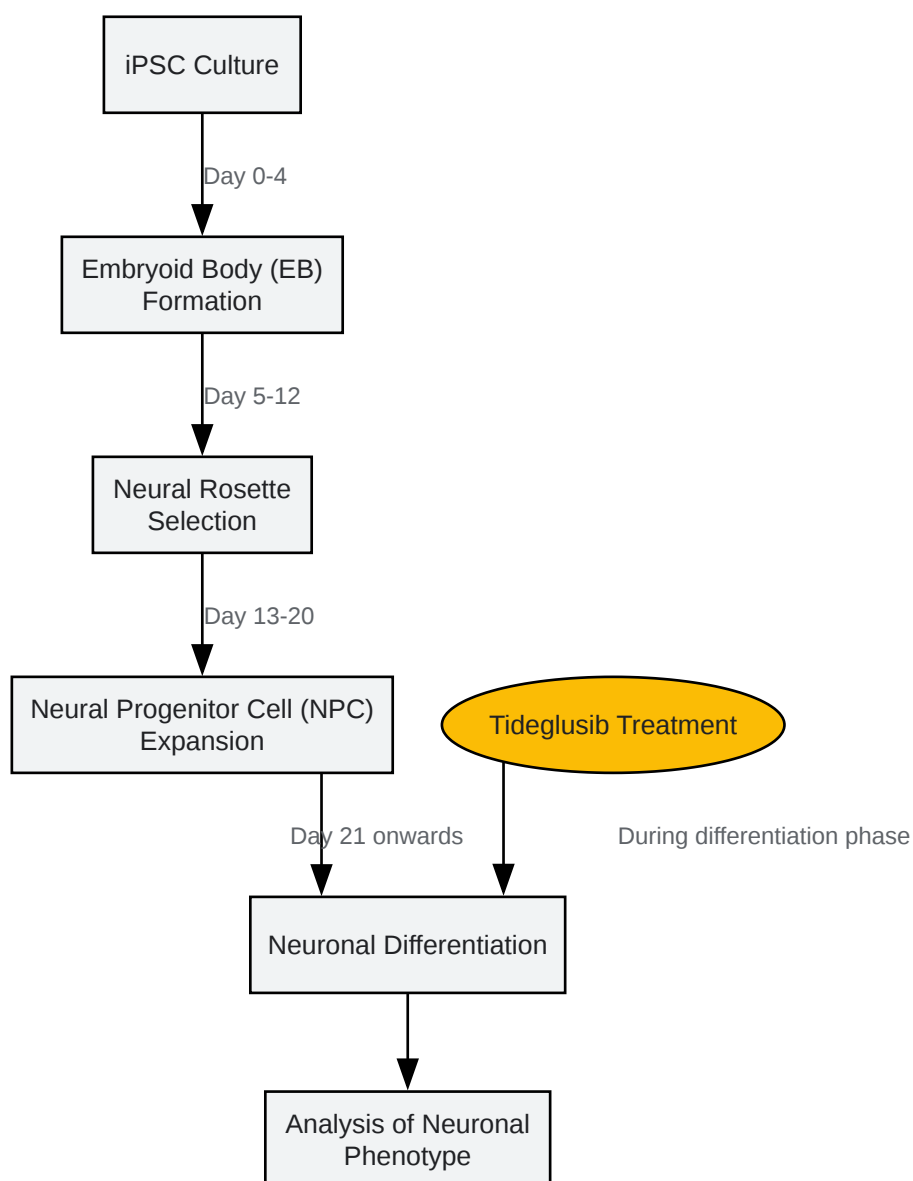 iPSC Culture
Day 0-4
Embryoid Body (EB)
Formation
Day 5-12
Neural Rosette
Selection
Day 13-20
Neural Progenitor Cell (NPC)
Expansion
Tideglusib Treatment
Day 21 onwards
During differentiation phase
Neuronal Differentiation
Analysis of Neuronal
Phenotype